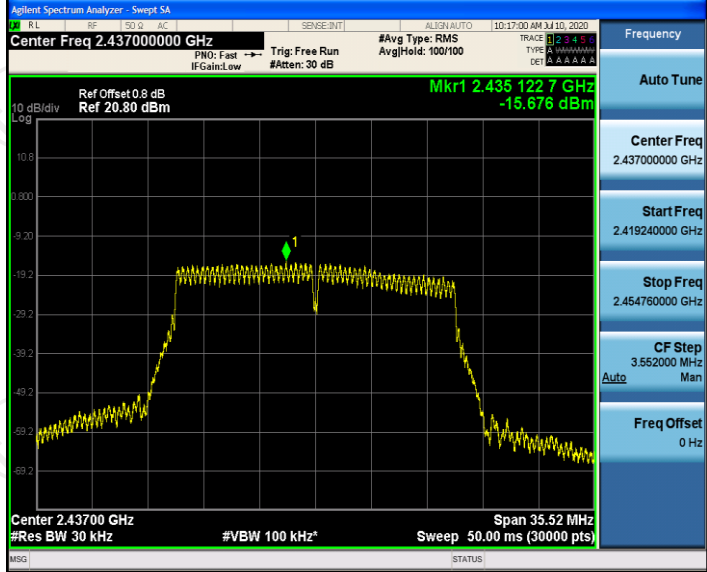 Agilent Spectrum Analyzer - Swept SA
RL RF 50 Ω AC SENSE:INT ALIGN AUTO 10:17:00 AM Jul 10, 2020
Center Freq 2.437000000 GHz #Avg Type: RMS TRACE 1 2 3 4 5 6
PNO: Fast Trig: Free Run Avg|Hold: 100/100 TYPE A
IFGain:Low #Atten: 30 dB DET A A A A A A
Frequency
Auto Tune
Center Freq
2.437000000 GHz
Start Freq
2.419240000 GHz
Stop Freq
2.454760000 GHz
CF Step
3.552000 MHz
Auto Man
Freq Offset
0 Hz
Mkr1 2.435 122 7 GHz
-15.676 dBm
Ref Offset 0.8 dB
10 dB/div Ref 20.80 dBm
Log
10.8
0.800
-9.20
-19.2
-29.2
-39.2
-49.2
-59.2
-69.2
1
Center 2.43700 GHz Span 35.52 MHz
#Res BW 30 kHz #VBW 100 kHz* Sweep 50.00 ms (30000 pts)
MSG STATUS